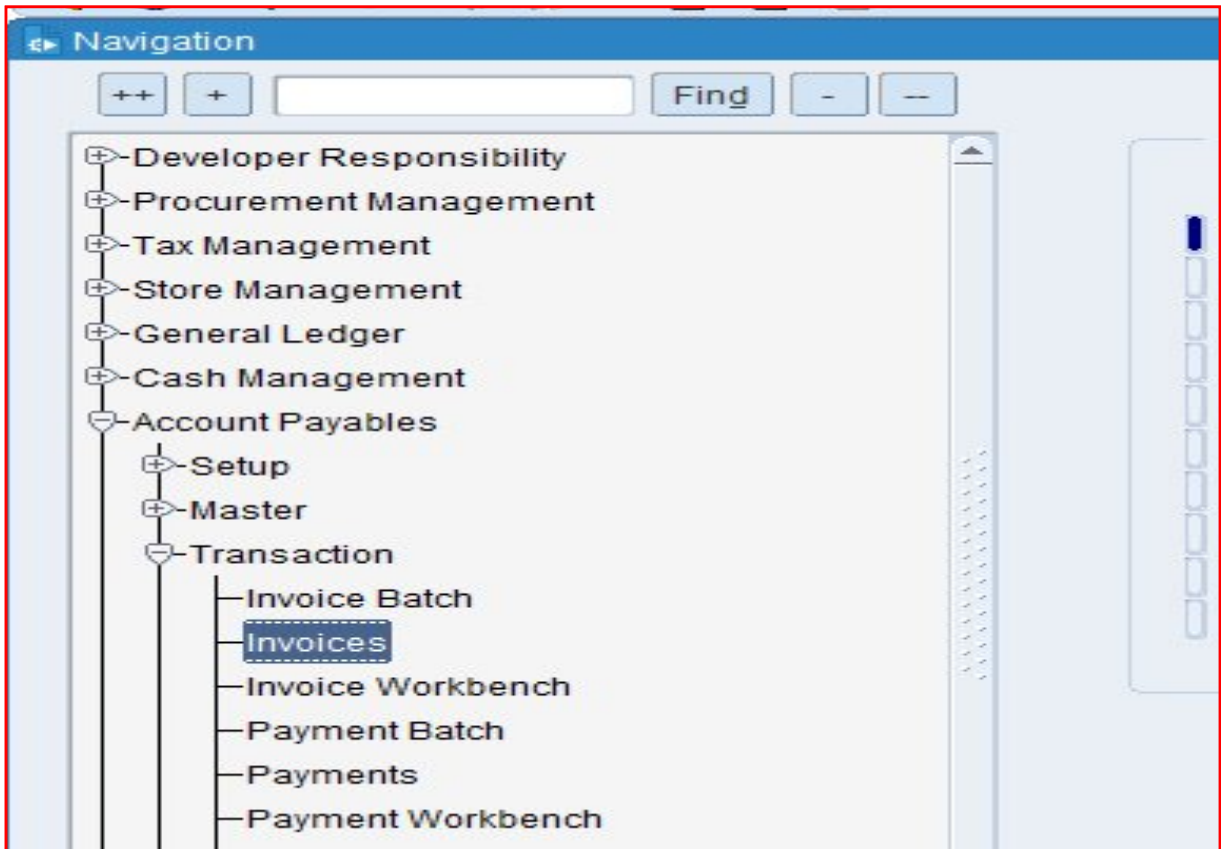 Navigation
++ + Find - --
Developer Responsibility
Procurement Management
Tax Management
Store Management
General Ledger
Cash Management
Account Payables
Setup
Master
Transaction
Invoice Batch
Invoices
Invoice Workbench
Payment Batch
Payments
Payment Workbench